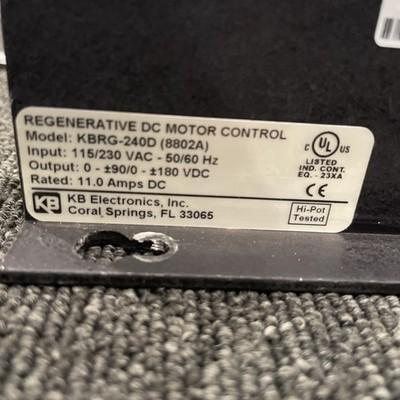 REGENERATIVE DC MOTOR CONTROL
Model: KBRG-240D (8802A)
Input: 115/230 VAC - 50/60 Hz
Output: 0 - ±90/0 - ±180 VDC
Rated: 11.0 Amps DC
KB KB Electronics, Inc.
Coral Springs, FL 33065
C UL US
LISTED
IND. CONT.
EQ. - 23XA
CE
Hi-Pot
Tested